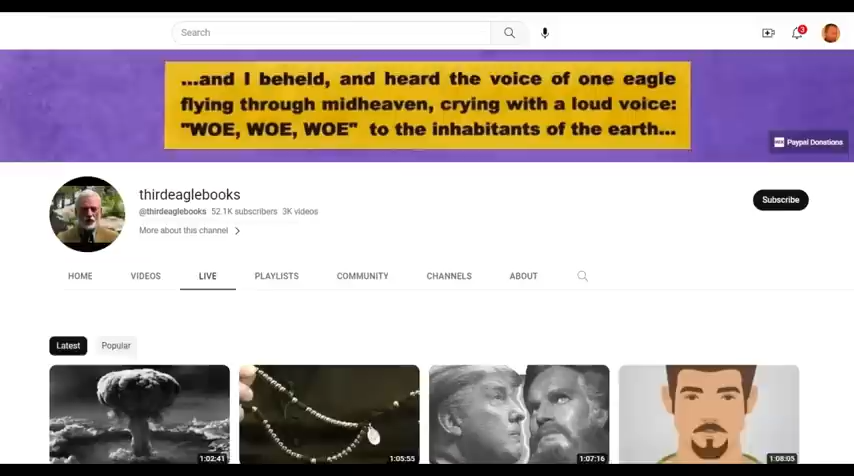 Search
3
...and I beheld, and heard the voice of one eagle
flying through midheaven, crying with a loud voice:
"WOE, WOE, WOE" to the inhabitants of the earth...
Paypal Donations
thirdeaglebooks
@thirdeaglebooks 52.1K subscribers 3K videos
More about this channel
Subscribe
HOME VIDEOS LIVE PLAYLISTS COMMUNITY CHANNELS ABOUT
Latest Popular
1:02:41 1:05:55 1:07:16 1:08:05